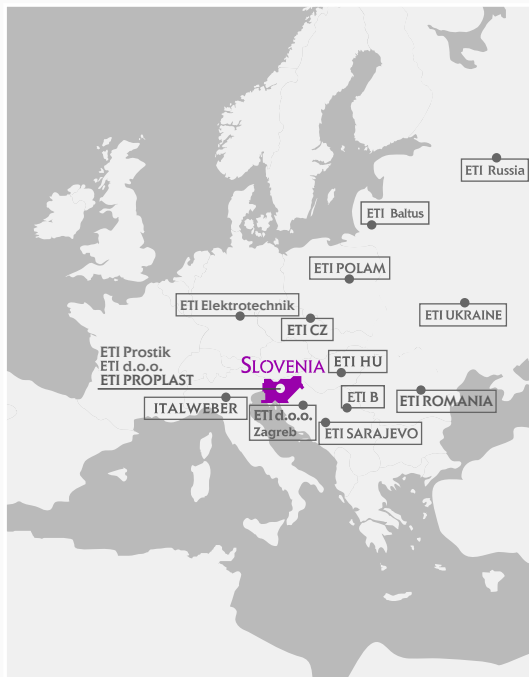 ETI Russia
ETI Baltus
ETI POLAM
ETI Elektrotechnik
ETI UKRAINE
ETI CZ
ETI Prostik
ETI d.o.o.
ETI PROPLAST
SLOVENIA
ETI HU
ITALWEBER
ETI B
ETI ROMANIA
ETI d.o.o.
Zagreb
ETI SARAJEVO